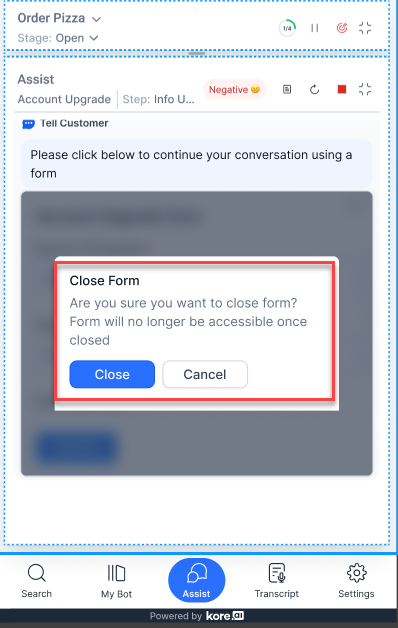 Order Pizza
Stage: Open
1/4
Assist
Account Upgrade
Step: Info U...
Negative
Tell Customer
Please click below to continue your conversation using a
form
Close Form
Are you sure you want to close form?
Form will no longer be accessible once
closed
Close
Cancel
Search
My Bot
Assist
Transcript
Settings
Powered by kore.ai